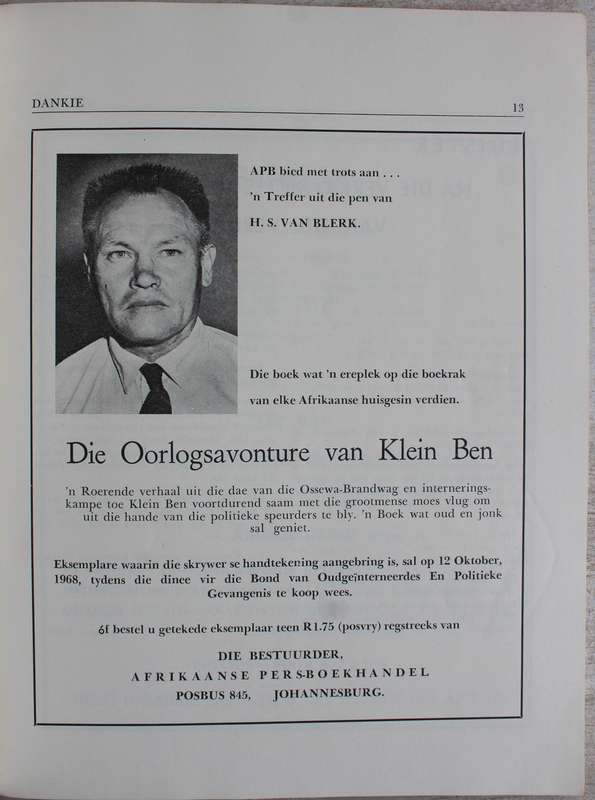 DANKIE
13
APB bied met trots aan . . .
'n Treffer uit die pen van
H. S. VAN BLERK.
Die boek wat 'n ereplek op die boekrak
van elke Afrikaanse huisgesin verdien.
Die Oorlogsavonture van Klein Ben
'n Roerende verhaal uit die dae van die Ossewa-Brandwag en internerings-
kampe toe Klein Ben voortdurend saam met die grootmense moes vlug om
uit die hande van die politieke speurders te bly. 'n Boek wat oud en jonk
sal geniet.
Eksemplare waarin die skrywer se handtekening aangebring is, sal op 12 Oktober,
1968, tydens die dinee vir die Bond van Oudgeïnterneerdes En Politieke
Gevangenis te koop wees.
óf bestel u getekede eksemplaar teen R1.75 (posvry) regstreeks van
DIE BESTUURDER,
AFRIKAANSE PERS-BOEKHANDEL
POSBUS 845, JOHANNESBURG.